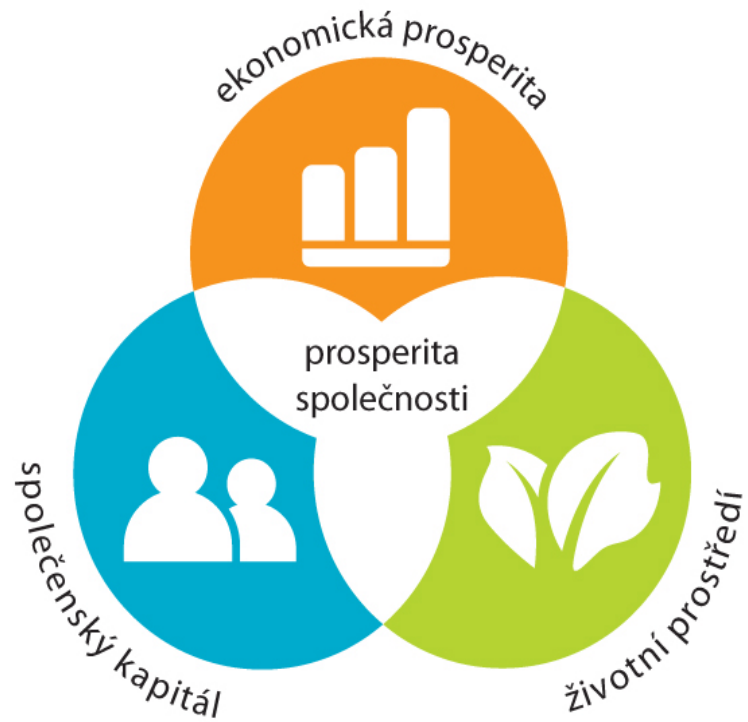 ekonomická prosperita
prosperita
společnosti
společenský kapitál
životní prostředí